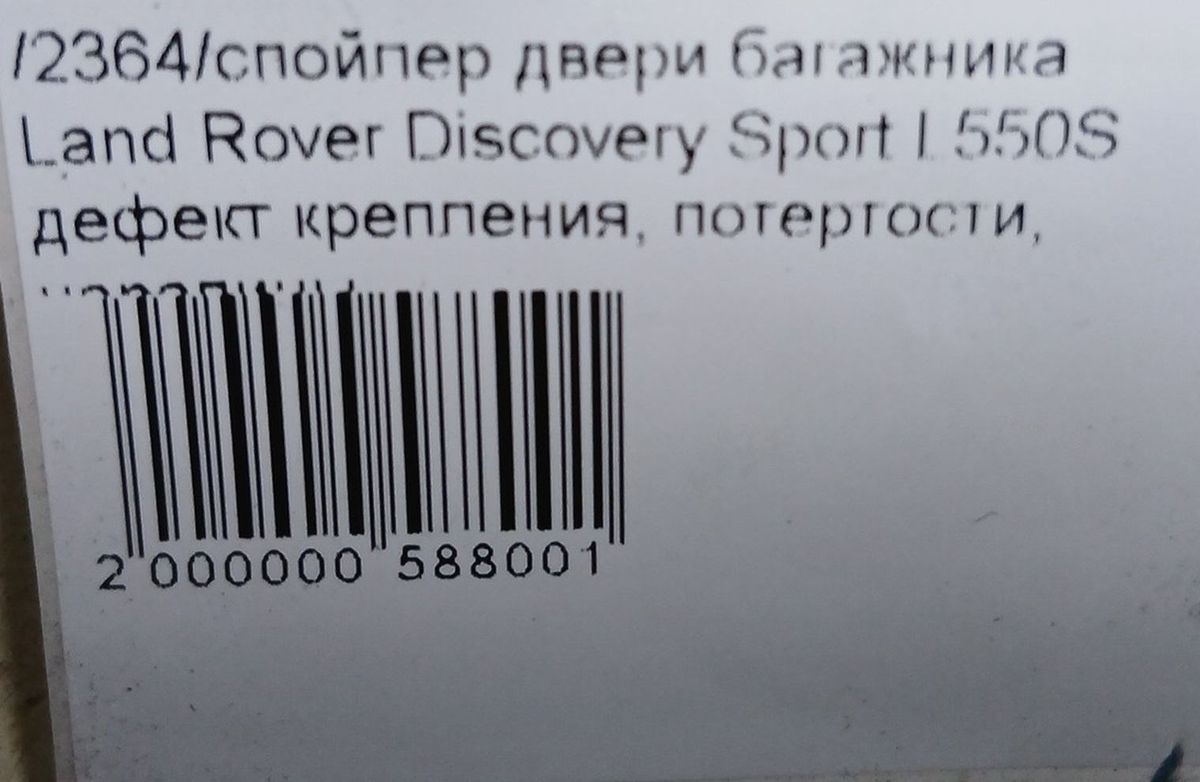 /2364/спойлер двери багажника
Land Rover Discovery Sport L550S
дефект крепления, потертости,
2 000000 588001